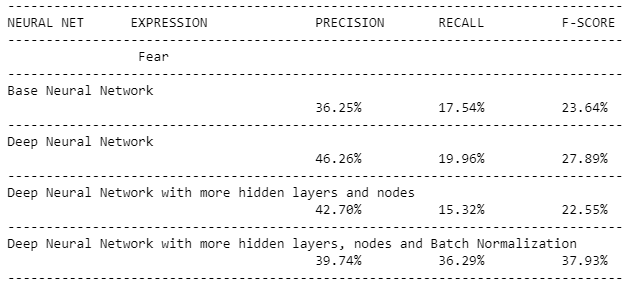 --------------------------------------------------------------------------------
NEURAL NET      EXPRESSION              PRECISION       RECALL          F-SCORE
--------------------------------------------------------------------------------
                 Fear
--------------------------------------------------------------------------------
Base Neural Network
                                        36.25%          17.54%          23.64%
--------------------------------------------------------------------------------
Deep Neural Network
                                        46.26%          19.96%          27.89%
--------------------------------------------------------------------------------
Deep Neural Network with more hidden layers and nodes
                                        42.70%          15.32%          22.55%
--------------------------------------------------------------------------------
Deep Neural Network with more hidden layers, nodes and Batch Normalization
                                        39.74%          36.29%          37.93%
--------------------------------------------------------------------------------